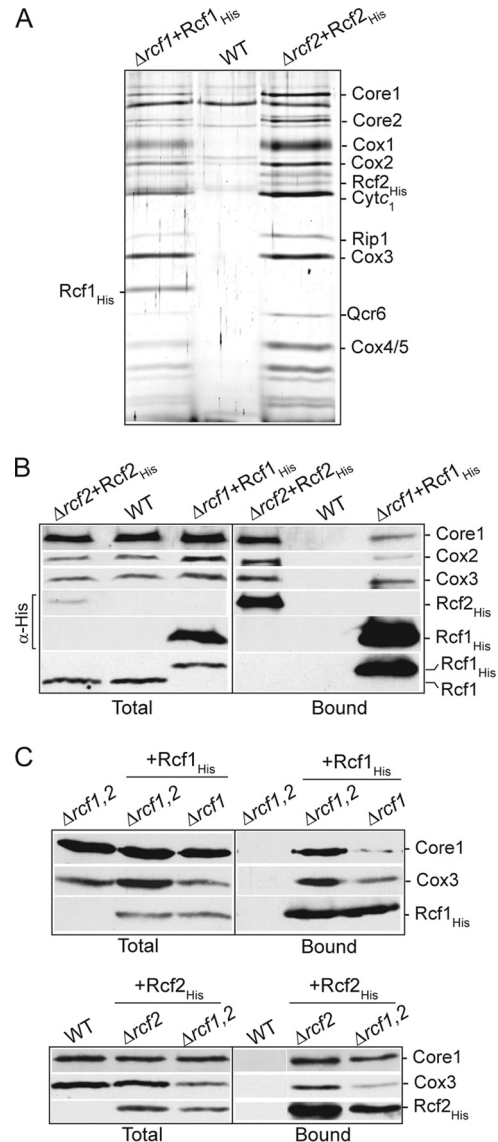 A
Δrcf1+Rcf1His WT Δrcf2+Rcf2His
Core1
Core2
Cox1
Cox2
Rcf2His
Cytc1
Rip1
Cox3
Rcf1His
Qcr6
Cox4/5
B
Δrcf2+Rcf2His WT Δrcf1+Rcf1His Δrcf2+Rcf2His WT Δrcf1+Rcf1His
Core1
Cox2
Cox3
α-His
Rcf2His
Rcf1His
Rcf1His
Rcf1
Total Bound
C
+Rcf1His +Rcf1His
Δrcf1,2 Δrcf1,2 Δrcf1 Δrcf1,2 Δrcf1,2 Δrcf1
Core1
Cox3
Rcf1His
Total Bound
+Rcf2His +Rcf2His
WT Δrcf2 Δrcf1,2 WT Δrcf2 Δrcf1,2
Core1
Cox3
Rcf2His
Total Bound